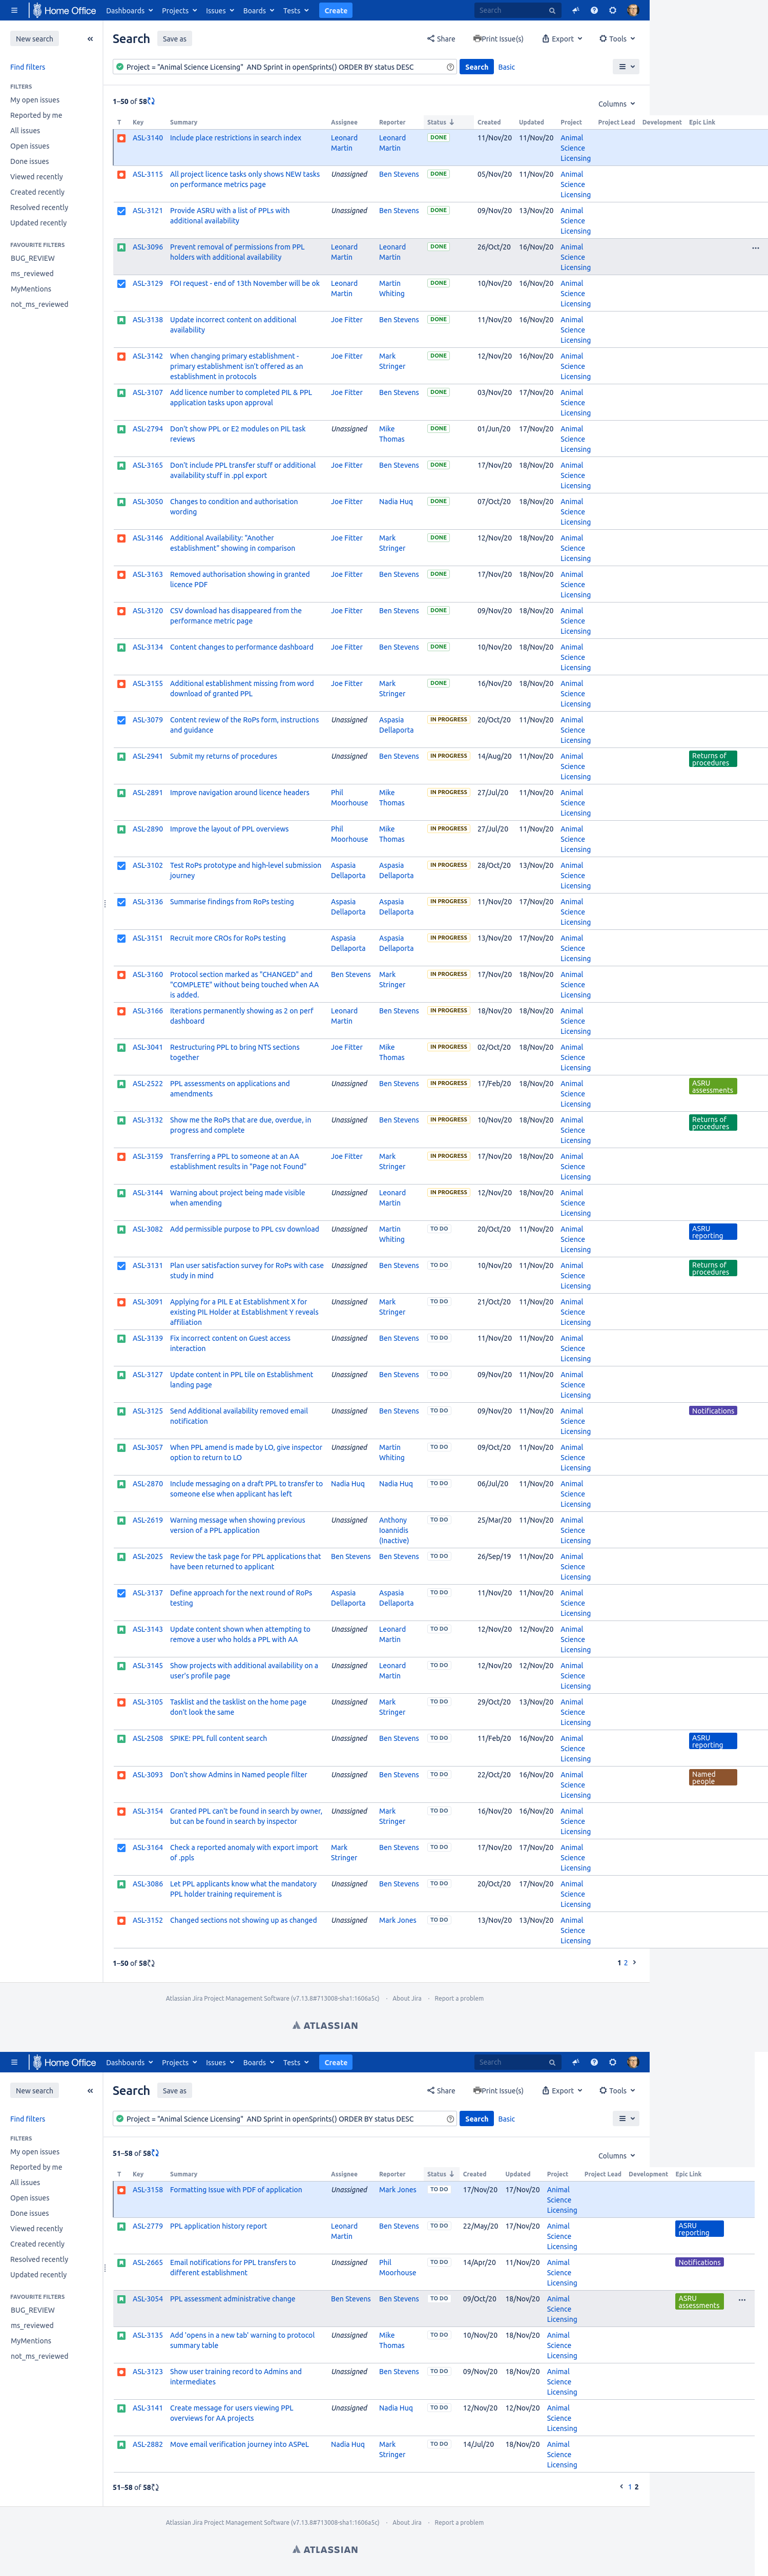 Home Office Dashboards Projects Issues Boards Tests Create Search
New search
Find filters
FILTERS
My open issues
Reported by me
All issues
Open issues
Done issues
Viewed recently
Created recently
Resolved recently
Updated recently
FAVOURITE FILTERS
BUG_REVIEW
ms_reviewed
MyMentions
not_ms_reviewed
Search Save as Share Print Issue(s) Export Tools
Project = "Animal Science Licensing" AND Sprint in openSprints() ORDER BY status DESC Search Basic
1–50 of 58 Columns
T Key Summary Assignee Reporter Status Created Updated Project Project Lead Development Epic Link
ASL-3140 Include place restrictions in search index Leonard Leonard DONE 11/Nov/20 11/Nov/20 Animal
Martin Martin Science
Licensing
ASL-3115 All project licence tasks only shows NEW tasks Unassigned Ben Stevens DONE 05/Nov/20 11/Nov/20 Animal
on performance metrics page Science
Licensing
ASL-3121 Provide ASRU with a list of PPLs with Unassigned Ben Stevens DONE 09/Nov/20 13/Nov/20 Animal
additional availability Science
Licensing
ASL-3096 Prevent removal of permissions from PPL Leonard Leonard DONE 26/Oct/20 16/Nov/20 Animal
holders with additional availability Martin Martin Science
Licensing
ASL-3129 FOI request - end of 13th November will be ok Leonard Martin DONE 10/Nov/20 16/Nov/20 Animal
Martin Whiting Science
Licensing
ASL-3138 Update incorrect content on additional Joe Fitter Ben Stevens DONE 11/Nov/20 16/Nov/20 Animal
availability Science
Licensing
ASL-3142 When changing primary establishment - Joe Fitter Mark DONE 12/Nov/20 16/Nov/20 Animal
primary establishment isn't offered as an Stringer Science
establishment in protocols Licensing
ASL-3107 Add licence number to completed PIL & PPL Joe Fitter Ben Stevens DONE 03/Nov/20 17/Nov/20 Animal
application tasks upon approval Science
Licensing
ASL-2794 Don't show PPL or E2 modules on PIL task Unassigned Mike DONE 01/Jun/20 17/Nov/20 Animal
reviews Thomas Science
Licensing
ASL-3165 Don't include PPL transfer stuff or additional Joe Fitter Ben Stevens DONE 17/Nov/20 18/Nov/20 Animal
availability stuff in .ppl export Science
Licensing
ASL-3050 Changes to condition and authorisation Joe Fitter Nadia Huq DONE 07/Oct/20 18/Nov/20 Animal
wording Science
Licensing
ASL-3146 Additional Availability: "Another Joe Fitter Mark DONE 12/Nov/20 18/Nov/20 Animal
establishment" showing in comparison Stringer Science
Licensing
ASL-3163 Removed authorisation showing in granted Joe Fitter Ben Stevens DONE 17/Nov/20 18/Nov/20 Animal
licence PDF Science
Licensing
ASL-3120 CSV download has disappeared from the Joe Fitter Ben Stevens DONE 09/Nov/20 18/Nov/20 Animal
performance metric page Science
Licensing
ASL-3134 Content changes to performance dashboard Joe Fitter Ben Stevens DONE 10/Nov/20 18/Nov/20 Animal
Science
Licensing
ASL-3155 Additional establishment missing from word Joe Fitter Mark DONE 16/Nov/20 18/Nov/20 Animal
download of granted PPL Stringer Science
Licensing
ASL-3079 Content review of the RoPs form, instructions Unassigned Aspasia IN PROGRESS 20/Oct/20 11/Nov/20 Animal
and guidance Dellaporta Science
Licensing
ASL-2941 Submit my returns of procedures Unassigned Ben Stevens IN PROGRESS 14/Aug/20 11/Nov/20 Animal Returns of
Science procedures
Licensing
ASL-2891 Improve navigation around licence headers Phil Mike IN PROGRESS 27/Jul/20 11/Nov/20 Animal
Moorhouse Thomas Science
Licensing
ASL-2890 Improve the layout of PPL overviews Phil Mike IN PROGRESS 27/Jul/20 11/Nov/20 Animal
Moorhouse Thomas Science
Licensing
ASL-3102 Test RoPs prototype and high-level submission Aspasia Aspasia IN PROGRESS 28/Oct/20 13/Nov/20 Animal
journey Dellaporta Dellaporta Science
Licensing
ASL-3136 Summarise findings from RoPs testing Aspasia Aspasia IN PROGRESS 11/Nov/20 17/Nov/20 Animal
Dellaporta Dellaporta Science
Licensing
ASL-3151 Recruit more CROs for RoPs testing Aspasia Aspasia IN PROGRESS 13/Nov/20 17/Nov/20 Animal
Dellaporta Dellaporta Science
Licensing
ASL-3160 Protocol section marked as "CHANGED" and Ben Stevens Mark IN PROGRESS 17/Nov/20 18/Nov/20 Animal
"COMPLETE" without being touched when AA Stringer Science
is added. Licensing
ASL-3166 Iterations permanently showing as 2 on perf Leonard Ben Stevens IN PROGRESS 18/Nov/20 18/Nov/20 Animal
dashboard Martin Science
Licensing
ASL-3041 Restructuring PPL to bring NTS sections Joe Fitter Mike IN PROGRESS 02/Oct/20 18/Nov/20 Animal
together Thomas Science
Licensing
ASL-2522 PPL assessments on applications and Unassigned Ben Stevens IN PROGRESS 17/Feb/20 18/Nov/20 Animal ASRU
amendments Science assessments
Licensing
ASL-3132 Show me the RoPs that are due, overdue, in Unassigned Ben Stevens IN PROGRESS 10/Nov/20 18/Nov/20 Animal Returns of
progress and complete Science procedures
Licensing
ASL-3159 Transferring a PPL to someone at an AA Joe Fitter Mark IN PROGRESS 17/Nov/20 18/Nov/20 Animal
establishment results in "Page not Found" Stringer Science
Licensing
ASL-3144 Warning about project being made visible Unassigned Leonard IN PROGRESS 12/Nov/20 18/Nov/20 Animal
when amending Martin Science
Licensing
ASL-3082 Add permissible purpose to PPL csv download Unassigned Martin TO DO 20/Oct/20 11/Nov/20 Animal ASRU
Whiting Science reporting
Licensing
ASL-3131 Plan user satisfaction survey for RoPs with case Unassigned Ben Stevens TO DO 10/Nov/20 11/Nov/20 Animal Returns of
study in mind Science procedures
Licensing
ASL-3091 Applying for a PIL E at Establishment X for Unassigned Mark TO DO 21/Oct/20 11/Nov/20 Animal
existing PIL Holder at Establishment Y reveals Stringer Science
affiliation Licensing
ASL-3139 Fix incorrect content on Guest access Unassigned Ben Stevens TO DO 11/Nov/20 11/Nov/20 Animal
interaction Science
Licensing
ASL-3127 Update content in PPL tile on Establishment Unassigned Ben Stevens TO DO 09/Nov/20 11/Nov/20 Animal
landing page Science
Licensing
ASL-3125 Send Additional availability removed email Unassigned Ben Stevens TO DO 09/Nov/20 11/Nov/20 Animal Notifications
notification Science
Licensing
ASL-3057 When PPL amend is made by LO, give inspector Unassigned Martin TO DO 09/Oct/20 11/Nov/20 Animal
option to return to LO Whiting Science
Licensing
ASL-2870 Include messaging on a draft PPL to transfer to Nadia Huq Nadia Huq TO DO 06/Jul/20 11/Nov/20 Animal
someone else when applicant has left Science
Licensing
ASL-2619 Warning message when showing previous Unassigned Anthony TO DO 25/Mar/20 11/Nov/20 Animal
version of a PPL application Ioannidis Science
(Inactive) Licensing
ASL-2025 Review the task page for PPL applications that Ben Stevens Ben Stevens TO DO 26/Sep/19 11/Nov/20 Animal
have been returned to applicant Science
Licensing
ASL-3137 Define approach for the next round of RoPs Aspasia Aspasia TO DO 11/Nov/20 11/Nov/20 Animal
testing Dellaporta Dellaporta Science
Licensing
ASL-3143 Update content shown when attempting to Unassigned Leonard TO DO 12/Nov/20 12/Nov/20 Animal
remove a user who holds a PPL with AA Martin Science
Licensing
ASL-3145 Show projects with additional availability on a Unassigned Leonard TO DO 12/Nov/20 12/Nov/20 Animal
user's profile page Martin Science
Licensing
ASL-3105 Tasklist and the tasklist on the home page Unassigned Mark TO DO 29/Oct/20 13/Nov/20 Animal
don't look the same Stringer Science
Licensing
ASL-2508 SPIKE: PPL full content search Unassigned Ben Stevens TO DO 11/Feb/20 16/Nov/20 Animal ASRU
Science reporting
Licensing
ASL-3093 Don't show Admins in Named people filter Unassigned Ben Stevens TO DO 22/Oct/20 16/Nov/20 Animal Named
Science people
Licensing
ASL-3154 Granted PPL can't be found in search by owner, Unassigned Mark TO DO 16/Nov/20 16/Nov/20 Animal
but can be found in search by inspector Stringer Science
Licensing
ASL-3164 Check a reported anomaly with export import Mark Ben Stevens TO DO 17/Nov/20 17/Nov/20 Animal
of .ppls Stringer Science
Licensing
ASL-3086 Let PPL applicants know what the mandatory Unassigned Ben Stevens TO DO 20/Oct/20 17/Nov/20 Animal
PPL holder training requirement is Science
Licensing
ASL-3152 Changed sections not showing up as changed Unassigned Mark Jones TO DO 13/Nov/20 13/Nov/20 Animal
Science
Licensing
1–50 of 58 1 2
Atlassian Jira Project Management Software (v7.13.8#713008-sha1:1606a5c) · About Jira · Report a problem
ATLASSIAN
Home Office Dashboards Projects Issues Boards Tests Create Search
New search
Find filters
FILTERS
My open issues
Reported by me
All issues
Open issues
Done issues
Viewed recently
Created recently
Resolved recently
Updated recently
FAVOURITE FILTERS
BUG_REVIEW
ms_reviewed
MyMentions
not_ms_reviewed
Search Save as Share Print Issue(s) Export Tools
Project = "Animal Science Licensing" AND Sprint in openSprints() ORDER BY status DESC Search Basic
51–58 of 58 Columns
T Key Summary Assignee Reporter Status Created Updated Project Project Lead Development Epic Link
ASL-3158 Formatting Issue with PDF of application Unassigned Mark Jones TO DO 17/Nov/20 17/Nov/20 Animal
Science
Licensing
ASL-2779 PPL application history report Leonard Ben Stevens TO DO 22/May/20 17/Nov/20 Animal ASRU
Martin Science reporting
Licensing
ASL-2665 Email notifications for PPL transfers to Unassigned Phil TO DO 14/Apr/20 11/Nov/20 Animal Notifications
different establishment Moorhouse Science
Licensing
ASL-3054 PPL assessment administrative change Ben Stevens Ben Stevens TO DO 09/Oct/20 18/Nov/20 Animal ASRU
Science assessments
Licensing
ASL-3135 Add 'opens in a new tab' warning to protocol Unassigned Mike TO DO 10/Nov/20 18/Nov/20 Animal
summary table Thomas Science
Licensing
ASL-3123 Show user training record to Admins and Unassigned Ben Stevens TO DO 09/Nov/20 18/Nov/20 Animal
intermediates Science
Licensing
ASL-3141 Create message for users viewing PPL Unassigned Nadia Huq TO DO 12/Nov/20 12/Nov/20 Animal
overviews for AA projects Science
Licensing
ASL-2882 Move email verification journey into ASPeL Nadia Huq Mark TO DO 14/Jul/20 18/Nov/20 Animal
Stringer Science
Licensing
51–58 of 58 1 2
Atlassian Jira Project Management Software (v7.13.8#713008-sha1:1606a5c) · About Jira · Report a problem
ATLASSIAN